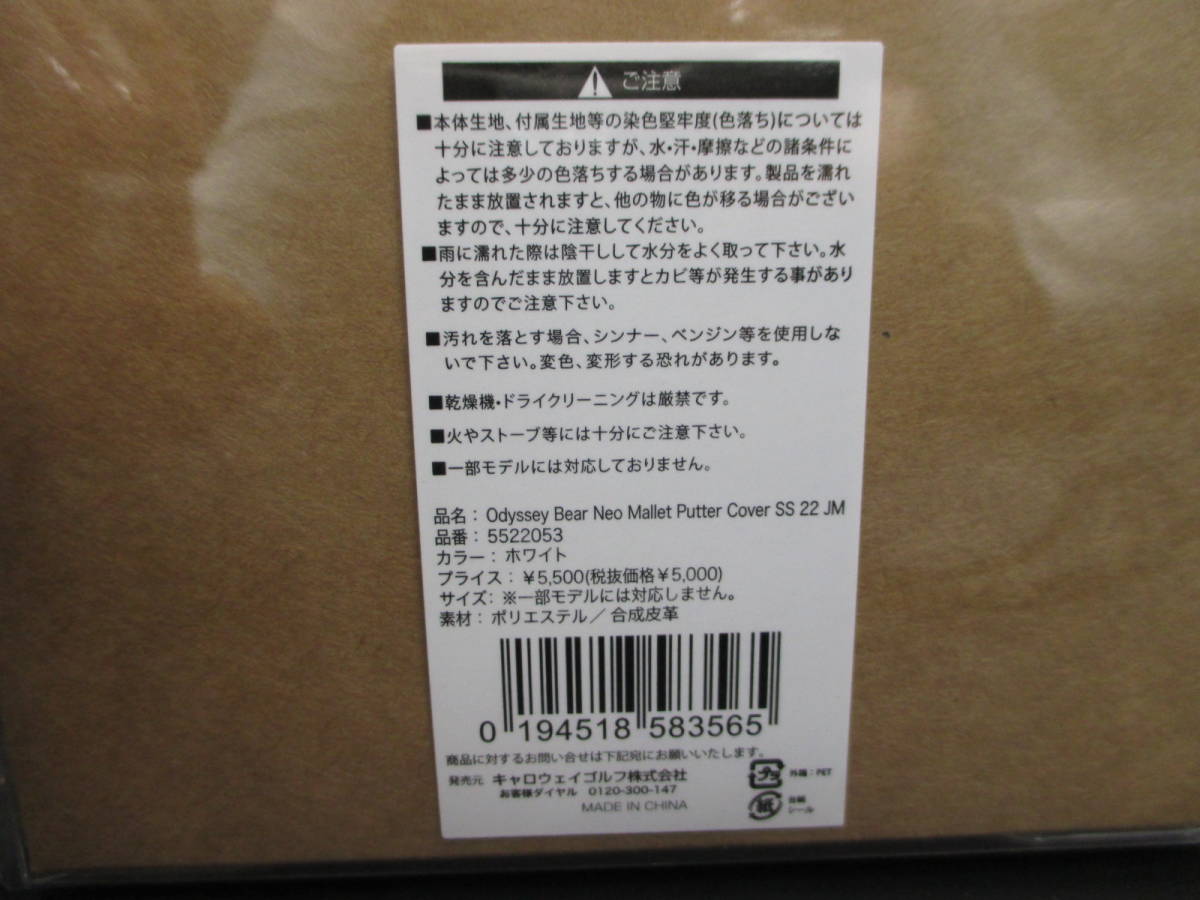 ご注意
■本体生地、付属生地等の染色堅牢度(色落ち)については
十分に注意しておりますが、水・汗・摩擦などの諸条件に
よっては多少の色落ちする場合があります。製品を濡れ
たまま放置されますと、他の物に色が移る場合がござい
ますので、十分に注意してください。
■雨に濡れた際は陰干しして水分をよく取って下さい。水
分を含んだまま放置しますとカビ等が発生する事があり
ますのでご注意下さい。
■汚れを落とす場合、シンナー、ベンジン等を使用しな
いで下さい。変色、変形する恐れがあります。
■乾燥機・ドライクリーニングは厳禁です。
■火やストーブ等には十分にご注意下さい。
■一部モデルには対応しておりません。
品名：Odyssey Bear Neo Mallet Putter Cover SS 22 JM
品番：5522053
カラー：ホワイト
プライス：￥5,500(税抜価格￥5,000)
サイズ：※一部モデルには対応しません。
素材：ポリエステル／合成皮革
0 194518 583565
商品に対するお問い合せは下記宛にお願いいたします。
発売元 キャロウェイゴルフ株式会社
お客様ダイヤル 0120-300-147
MADE IN CHINA
プラ 外装：PET
紙 台紙
シール